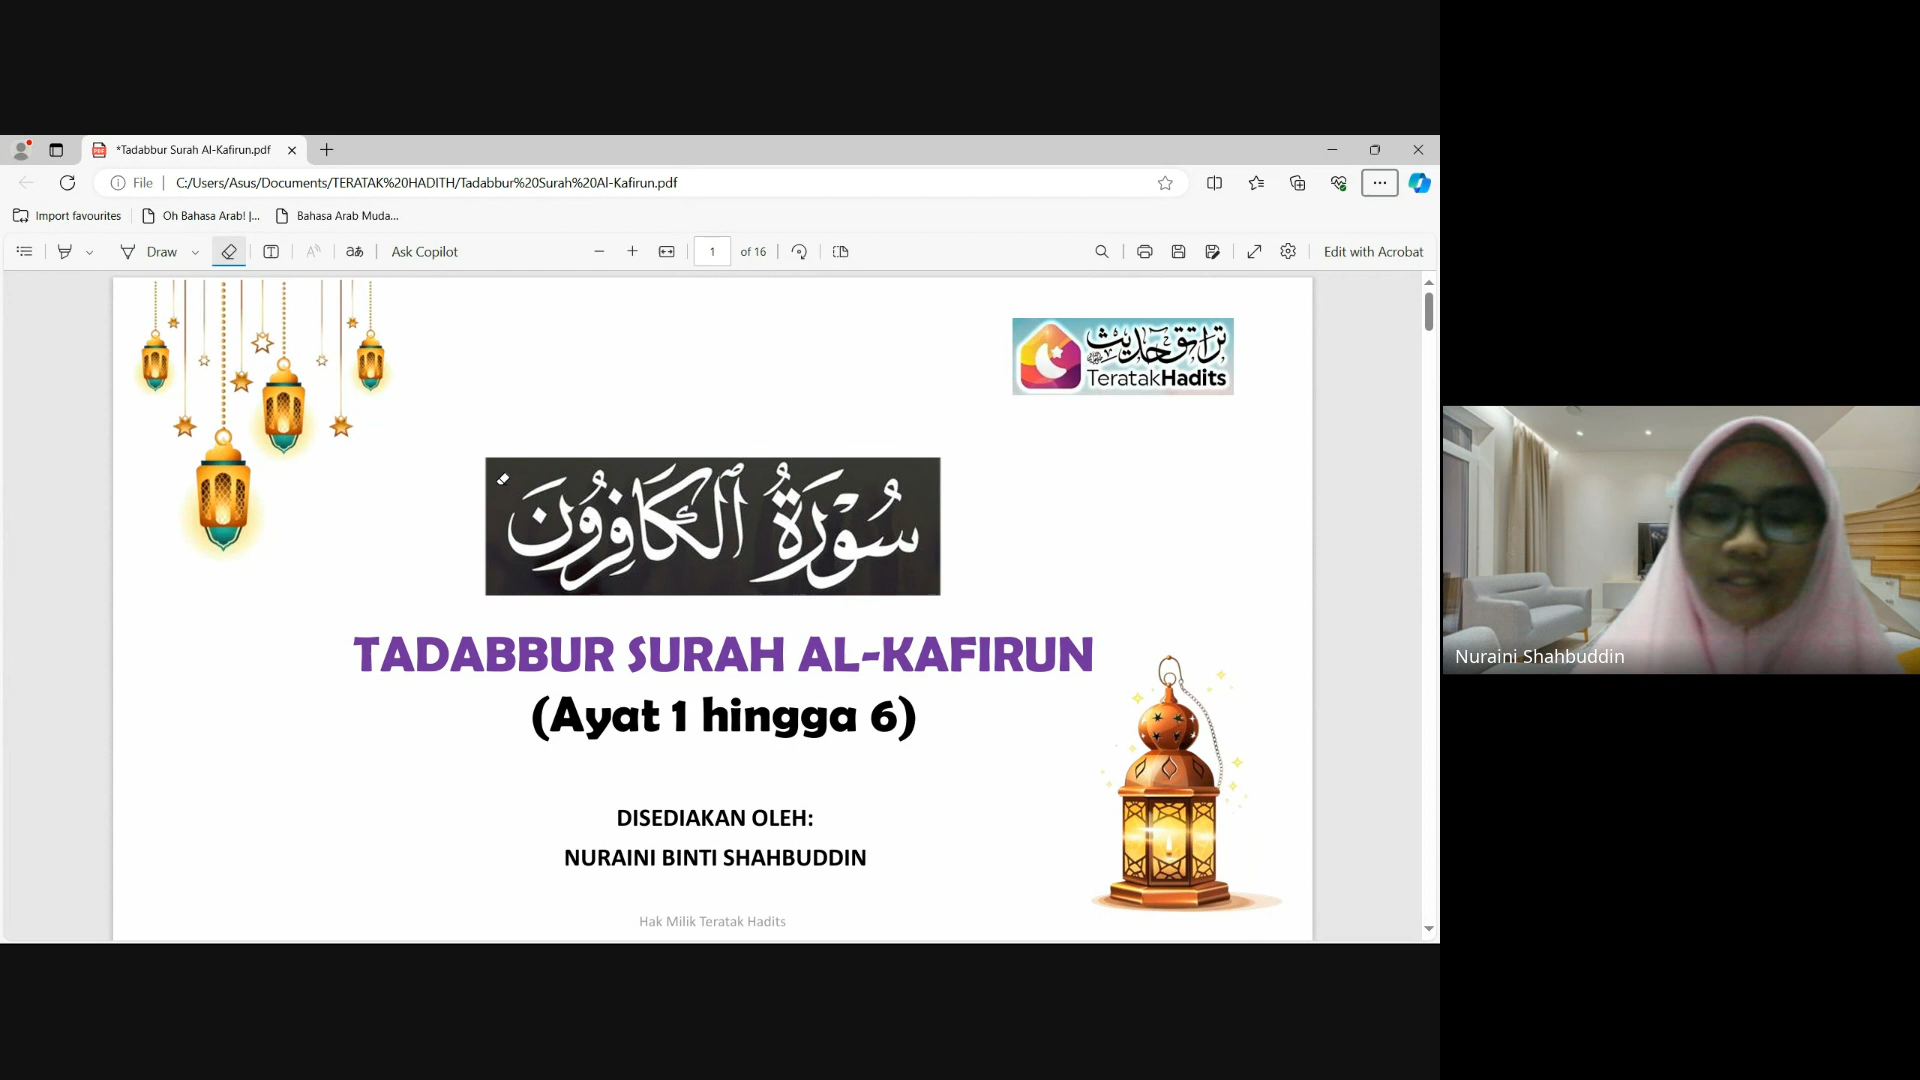 *Tadabbur Surah Al-Kafirun.pdf
File
C:/Users/Asus/Documents/TERATAK%20HADITH/Tadabbur%20Surah%20Al-Kafirun.pdf
Import favourites
Oh Bahasa Arab! |...
Bahasa Arab Muda...
Draw
aあ
Ask Copilot
1 of 16
Edit with Acrobat
تراتق حديث
TeratakHadits
سُوْرَةُ ٱلْكَافِرُوْنَ
TADABBUR SURAH AL-KAFIRUN
(Ayat 1 hingga 6)
DISEDIAKAN OLEH:
NURAINI BINTI SHAHBUDDIN
Hak Milik Teratak Hadits
Nuraini Shahbuddin